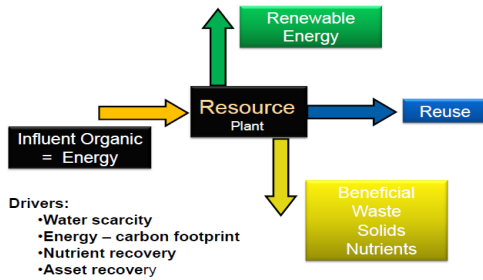 Renewable
Energy
Resource
Plant
Reuse
Influent Organic
= Energy
Beneficial
Waste
Solids
Nutrients
Drivers:
•Water scarcity
•Energy – carbon footprint
•Nutrient recovery
•Asset recovery